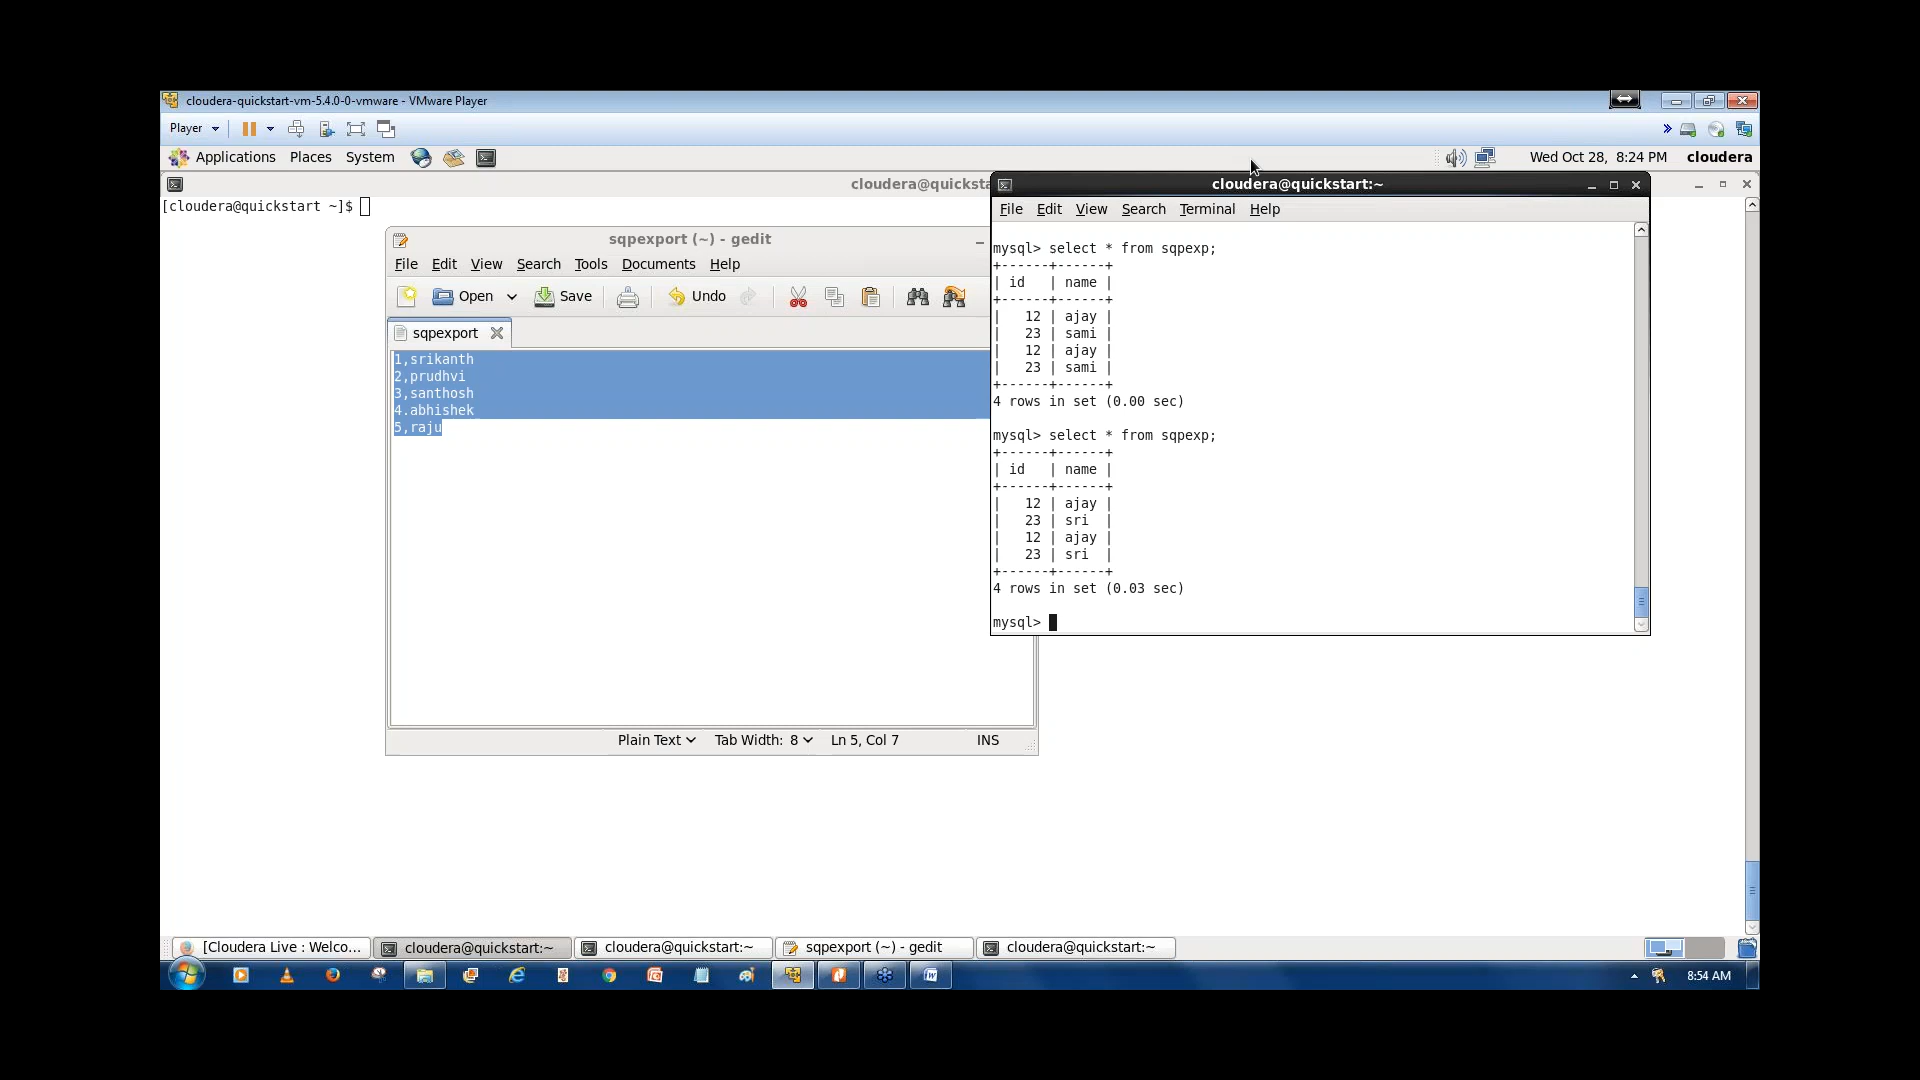 cloudera-quickstart-vm-5.4.0-0-vmware - VMware Player
Player
Applications Places System
Wed Oct 28, 8:24 PM cloudera
cloudera@quicksta
[cloudera@quickstart ~]$
sqpexport (~) - gedit
File Edit View Search Tools Documents Help
Open Save Undo
sqpexport
1,srikanth
2,prudhvi
3,santhosh
4.abhishek
5,raju
Plain Text Tab Width: 8 Ln 5, Col 7 INS
cloudera@quickstart:~
File Edit View Search Terminal Help
mysql> select * from sqpexp;
+------+------+
| id   | name |
+------+------+
|   12 | ajay |
|   23 | sami |
|   12 | ajay |
|   23 | sami |
+------+------+
4 rows in set (0.00 sec)
mysql> select * from sqpexp;
+------+------+
| id   | name |
+------+------+
|   12 | ajay |
|   23 | sri  |
|   12 | ajay |
|   23 | sri  |
+------+------+
4 rows in set (0.03 sec)
mysql>
[Cloudera Live : Welco... cloudera@quickstart:~ cloudera@quickstart:~ sqpexport (~) - gedit cloudera@quickstart:~
8:54 AM